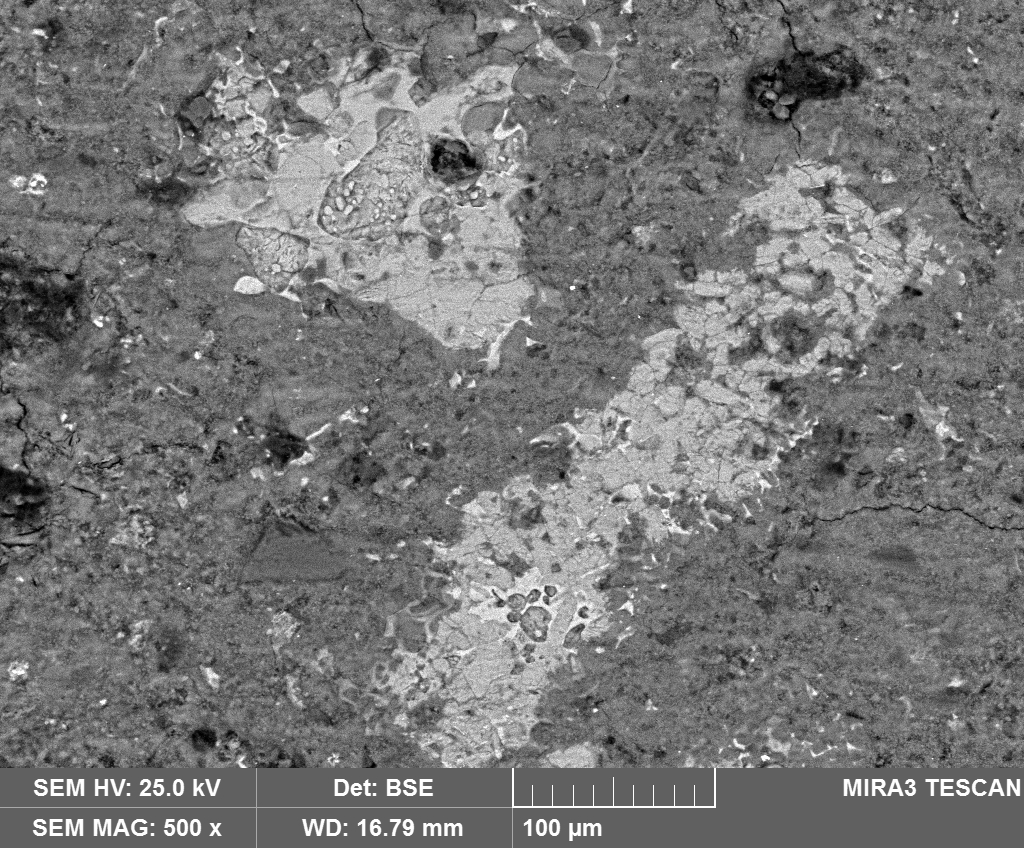 SEM HV: 25.0 kV Det: BSE MIRA3 TESCAN
SEM MAG: 500 x WD: 16.79 mm 100 µm